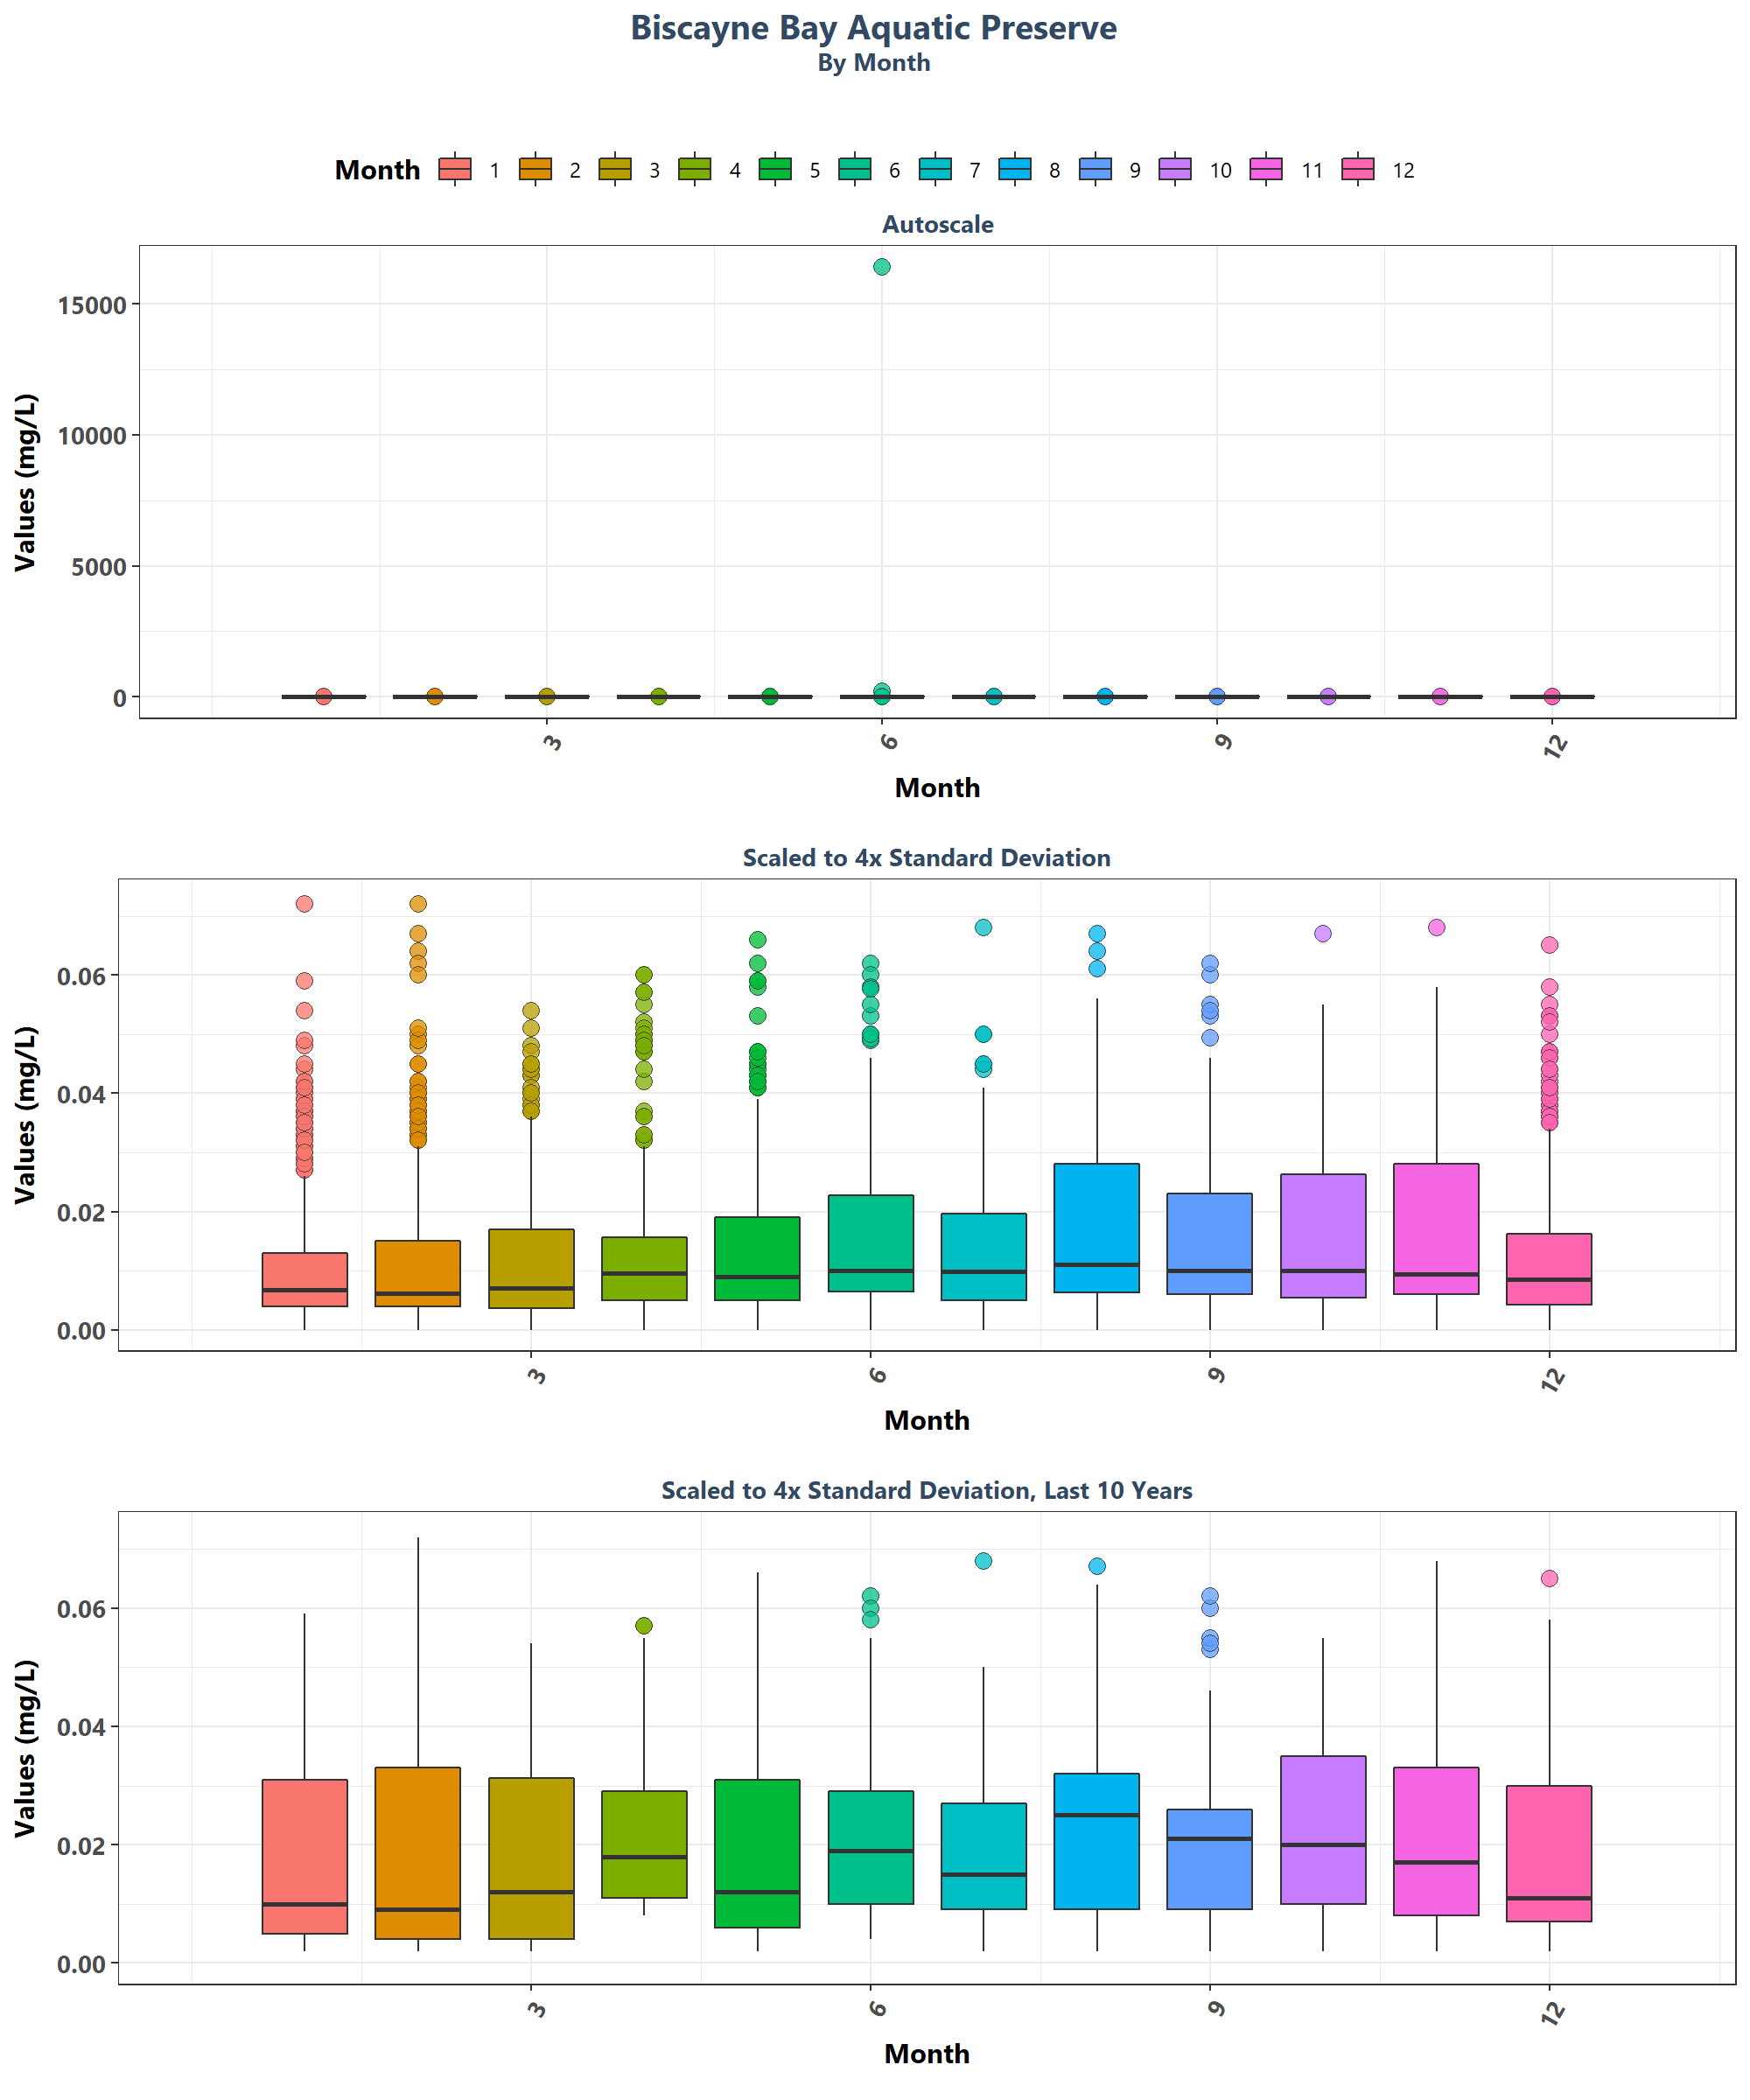 Biscayne Bay Aquatic Preserve
By Month
Month 1 2 3 4 5 6 7 8 9 10 11 12
Autoscale
Values (mg/L)
15000
10000
5000
0
3 6 9 12
Month
Scaled to 4x Standard Deviation
Values (mg/L)
0.06
0.04
0.02
0.00
3 6 9 12
Month
Scaled to 4x Standard Deviation, Last 10 Years
Values (mg/L)
0.06
0.04
0.02
0.00
3 6 9 12
Month